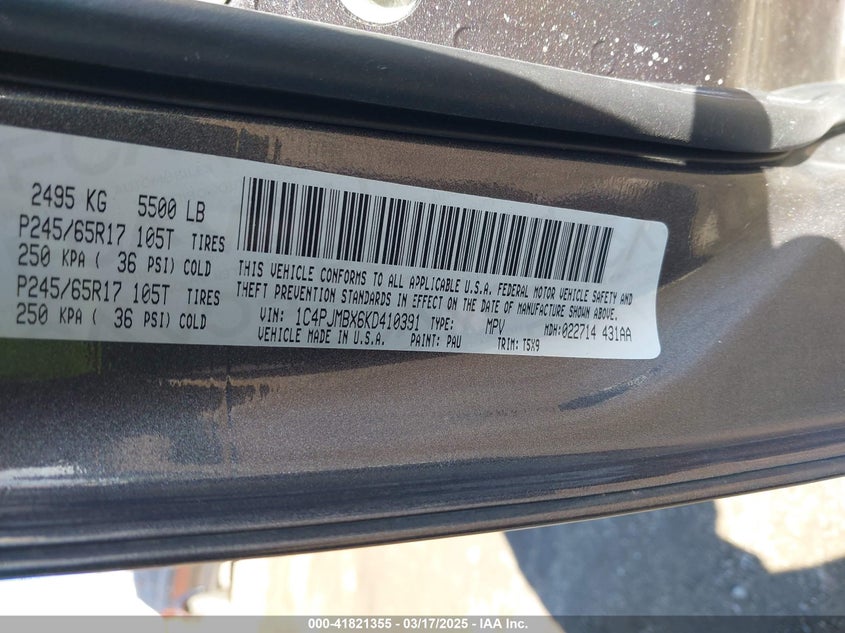 2495 KG 5500 LB
P245/65R17 105T TIRES
250 KPA ( 36 PSI) COLD
P245/65R17 105T TIRES
250 KPA ( 36 PSI) COLD
THIS VEHICLE CONFORMS TO ALL APPLICABLE U.S.A. FEDERAL MOTOR VEHICLE SAFETY AND
THEFT PREVENTION STANDARDS IN EFFECT ON THE DATE OF MANUFACTURE SHOWN ABOVE.
VIN: 1C4PJMBX6KD410391 TYPE: MPV MDH:022714 431AA
VEHICLE MADE IN U.S.A. PAINT: PAU TRIM: T5X9
000-41821355 - 03/17/2025 - IAA Inc.